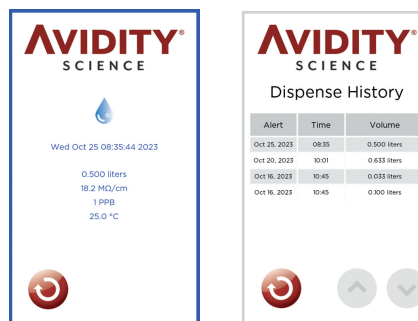 AVIDITY®
SCIENCE
Wed Oct 25 08:35:44 2023
0.500 liters
18.2 MΩ/cm
1 PPB
25.0 °C
AVIDITY®
SCIENCE
Dispense History
Alert Time Volume
Oct 25, 2023 08:35 0.500 liters
Oct 20, 2023 10:01 0.633 liters
Oct 16, 2023 10:45 0.033 liters
Oct 16, 2023 10:45 0.100 liters